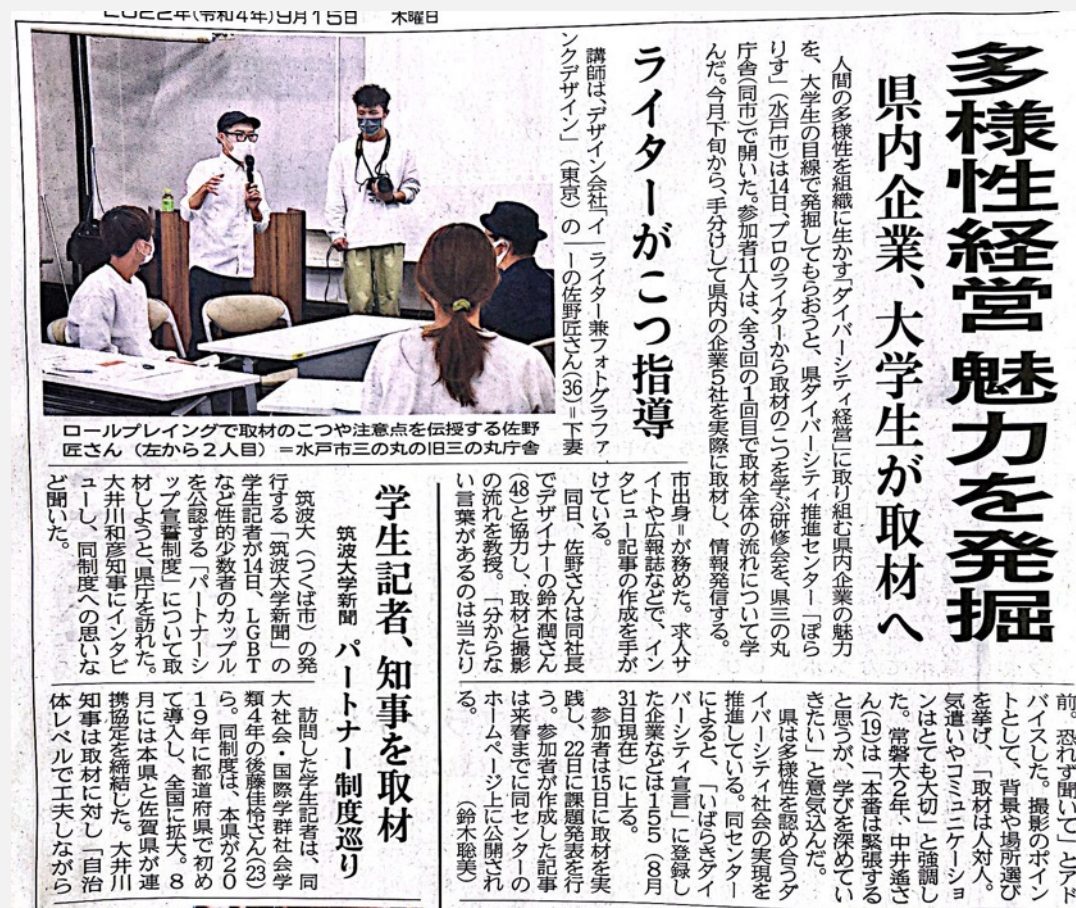 2022年(令和4年)9月15日 木曜日
多様性経営 魅力を発掘
県内企業、大学生が取材へ
人間の多様性を組織に生かす「ダイバーシティ経営」に取り組む県内企業の魅力
を、大学生の目線で発掘してもらおうと、県ダイバーシティ推進センター「ぽら
りす」(水戸市)は14日、プロのライターから取材のこつを学ぶ研修会を、県三の丸
庁舎(同市)で開いた。参加者11人は、全3回の1回目で取材全体の流れについて学
んだ。今月下旬から、手分けして県内の企業5社を実際に取材し、情報発信する。
ライターがこつ指導
講師は、デザイン会社「イ
ンクデザイン」(東京)の
ライター兼フォトグラファ
ーの佐野匠さん(36)=下妻
市出身=が務めた。求人サ
イトや広報誌などで、イン
タビュー記事の作成を手が
けている。
同日、佐野さんは同社長
でデザイナーの鈴木潤さん
(48)と協力し、取材と撮影
の流れを教授。「分からな
い言葉があるのは当たり
前。恐れず聞いて」とアド
バイスした。撮影のポイン
トとして、背景や場所選び
を挙げ、「取材は人対人。
気遣いやコミュニケーショ
ンはとても大切」と強調し
た。常磐大2年、中井遙さ
ん(19)は「本番は緊張する
と思うが、学びを深めてい
きたい」と意気込んだ。
県は多様性を認め合うダ
イバーシティ社会の実現を
推進している。同センター
によると、「いばらきダイ
バーシティ宣言」に登録し
た企業などは155(8月
31日現在)に上る。
参加者は15日に取材を実
践し、22日に課題発表を行
う。参加者が作成した記事
は来春までに同センターの
ホームページ上に公開され
る。 (鈴木聡美)
ロールプレイングで取材のこつや注意点を伝授する佐野
匠さん(左から2人目)=水戸市三の丸の旧三の丸庁舎
学生記者、知事を取材
筑波大学新聞 パートナー制度巡り
筑波大(つくば市)の発
行する「筑波大学新聞」の
学生記者が14日、LGBT
など性的少数者のカップル
を公認する「パートナーシ
ップ宣誓制度」について取
材しようと県庁を訪れた。
大井川和彦知事にインタビ
ューし、同制度への思いな
ど聞いた。
訪問した学生記者は、同
大社会・国際学群社会学
類4年の後藤佳怜さん(23)
ら。同制度は、本県が20
19年に都道府県で初め
て導入し、全国に拡大。8
月には本県と佐賀県が連
携協定を締結した。大井川
知事は取材に対し「自治
体レベルで工夫しながら